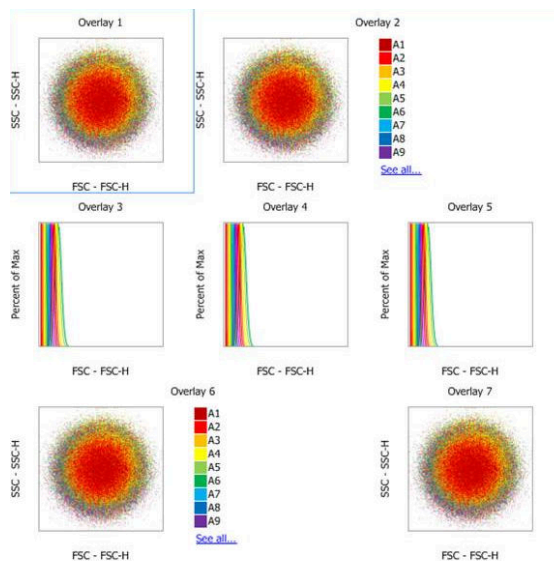 Overlay 1
SSC - SSC-H
FSC - FSC-H
Overlay 2
SSC - SSC-H
FSC - FSC-H
A1
A2
A3
A4
A5
A6
A7
A8
A9
See all...
Overlay 3
Percent of Max
FSC - FSC-H
Overlay 4
Percent of Max
FSC - FSC-H
Overlay 5
Percent of Max
FSC - FSC-H
Overlay 6
SSC - SSC-H
FSC - FSC-H
A1
A2
A3
A4
A5
A6
A7
A8
A9
See all...
Overlay 7
SSC - SSC-H
FSC - FSC-H